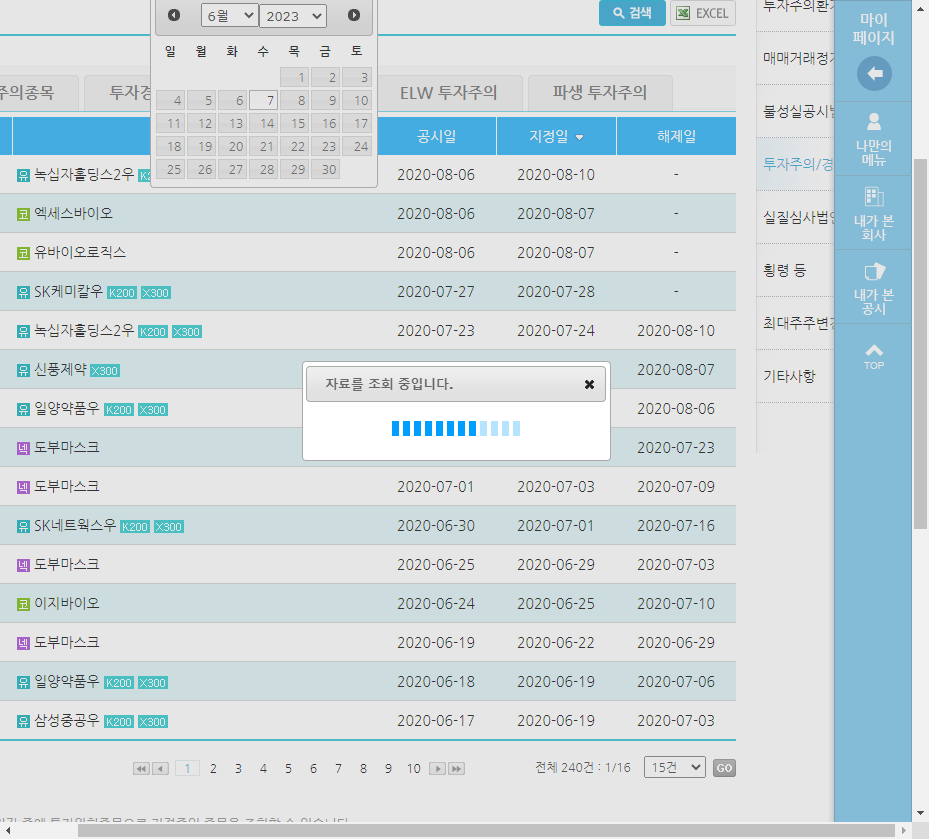 6월 2023 검색 EXCEL
일 월 화 수 목 금 토
1 2 3
4 5 6 7 8 9 10
11 12 13 14 15 16 17
18 19 20 21 22 23 24
25 26 27 28 29 30
주의종목 투자경 ELW 투자주의 파생 투자주의
공시일 지정일 해제일
유 녹십자홀딩스2우 2020-08-06 2020-08-10 -
코 엑세스바이오 2020-08-06 2020-08-07 -
코 유바이오로직스 2020-08-06 2020-08-07 -
유 SK케미칼우 K200 X300 2020-07-27 2020-07-28 -
유 녹십자홀딩스2우 K200 X300 2020-07-23 2020-07-24 2020-08-10
유 신풍제약 X300 2020-08-07
유 일양약품우 K200 X300 2020-08-06
넥 도부마스크 2020-07-23
넥 도부마스크 2020-07-01 2020-07-03 2020-07-09
유 SK네트웍스우 K200 X300 2020-06-30 2020-07-01 2020-07-16
넥 도부마스크 2020-06-25 2020-06-29 2020-07-03
코 이지바이오 2020-06-24 2020-06-25 2020-07-10
넥 도부마스크 2020-06-19 2020-06-22 2020-06-29
유 일양약품우 K200 X300 2020-06-18 2020-06-19 2020-07-06
유 삼성중공우 K200 X300 2020-06-17 2020-06-19 2020-07-03
자료를 조회 중입니다.
1 2 3 4 5 6 7 8 9 10 전체 240건 : 1/16 15건 GO
투자주의환기
매매거래정지
불성실공시법
투자주의/경
실질심사법인
횡령 등
최대주주변경
기타사항
마이
페이지
나만의
메뉴
내가 본
회사
내가 본
공시
TOP